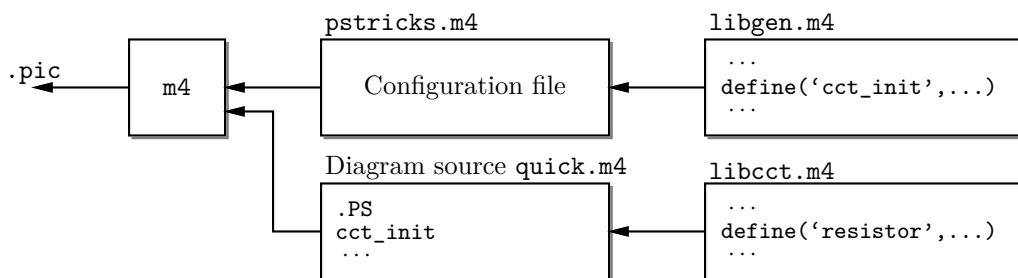 pstricks.m4
libgen.m4
.pic
m4
Configuration file
...
define(‘cct_init’,...)
...
Diagram source quick.m4
libcct.m4
.PS
cct_init
...
...
define(‘resistor’,...)
...